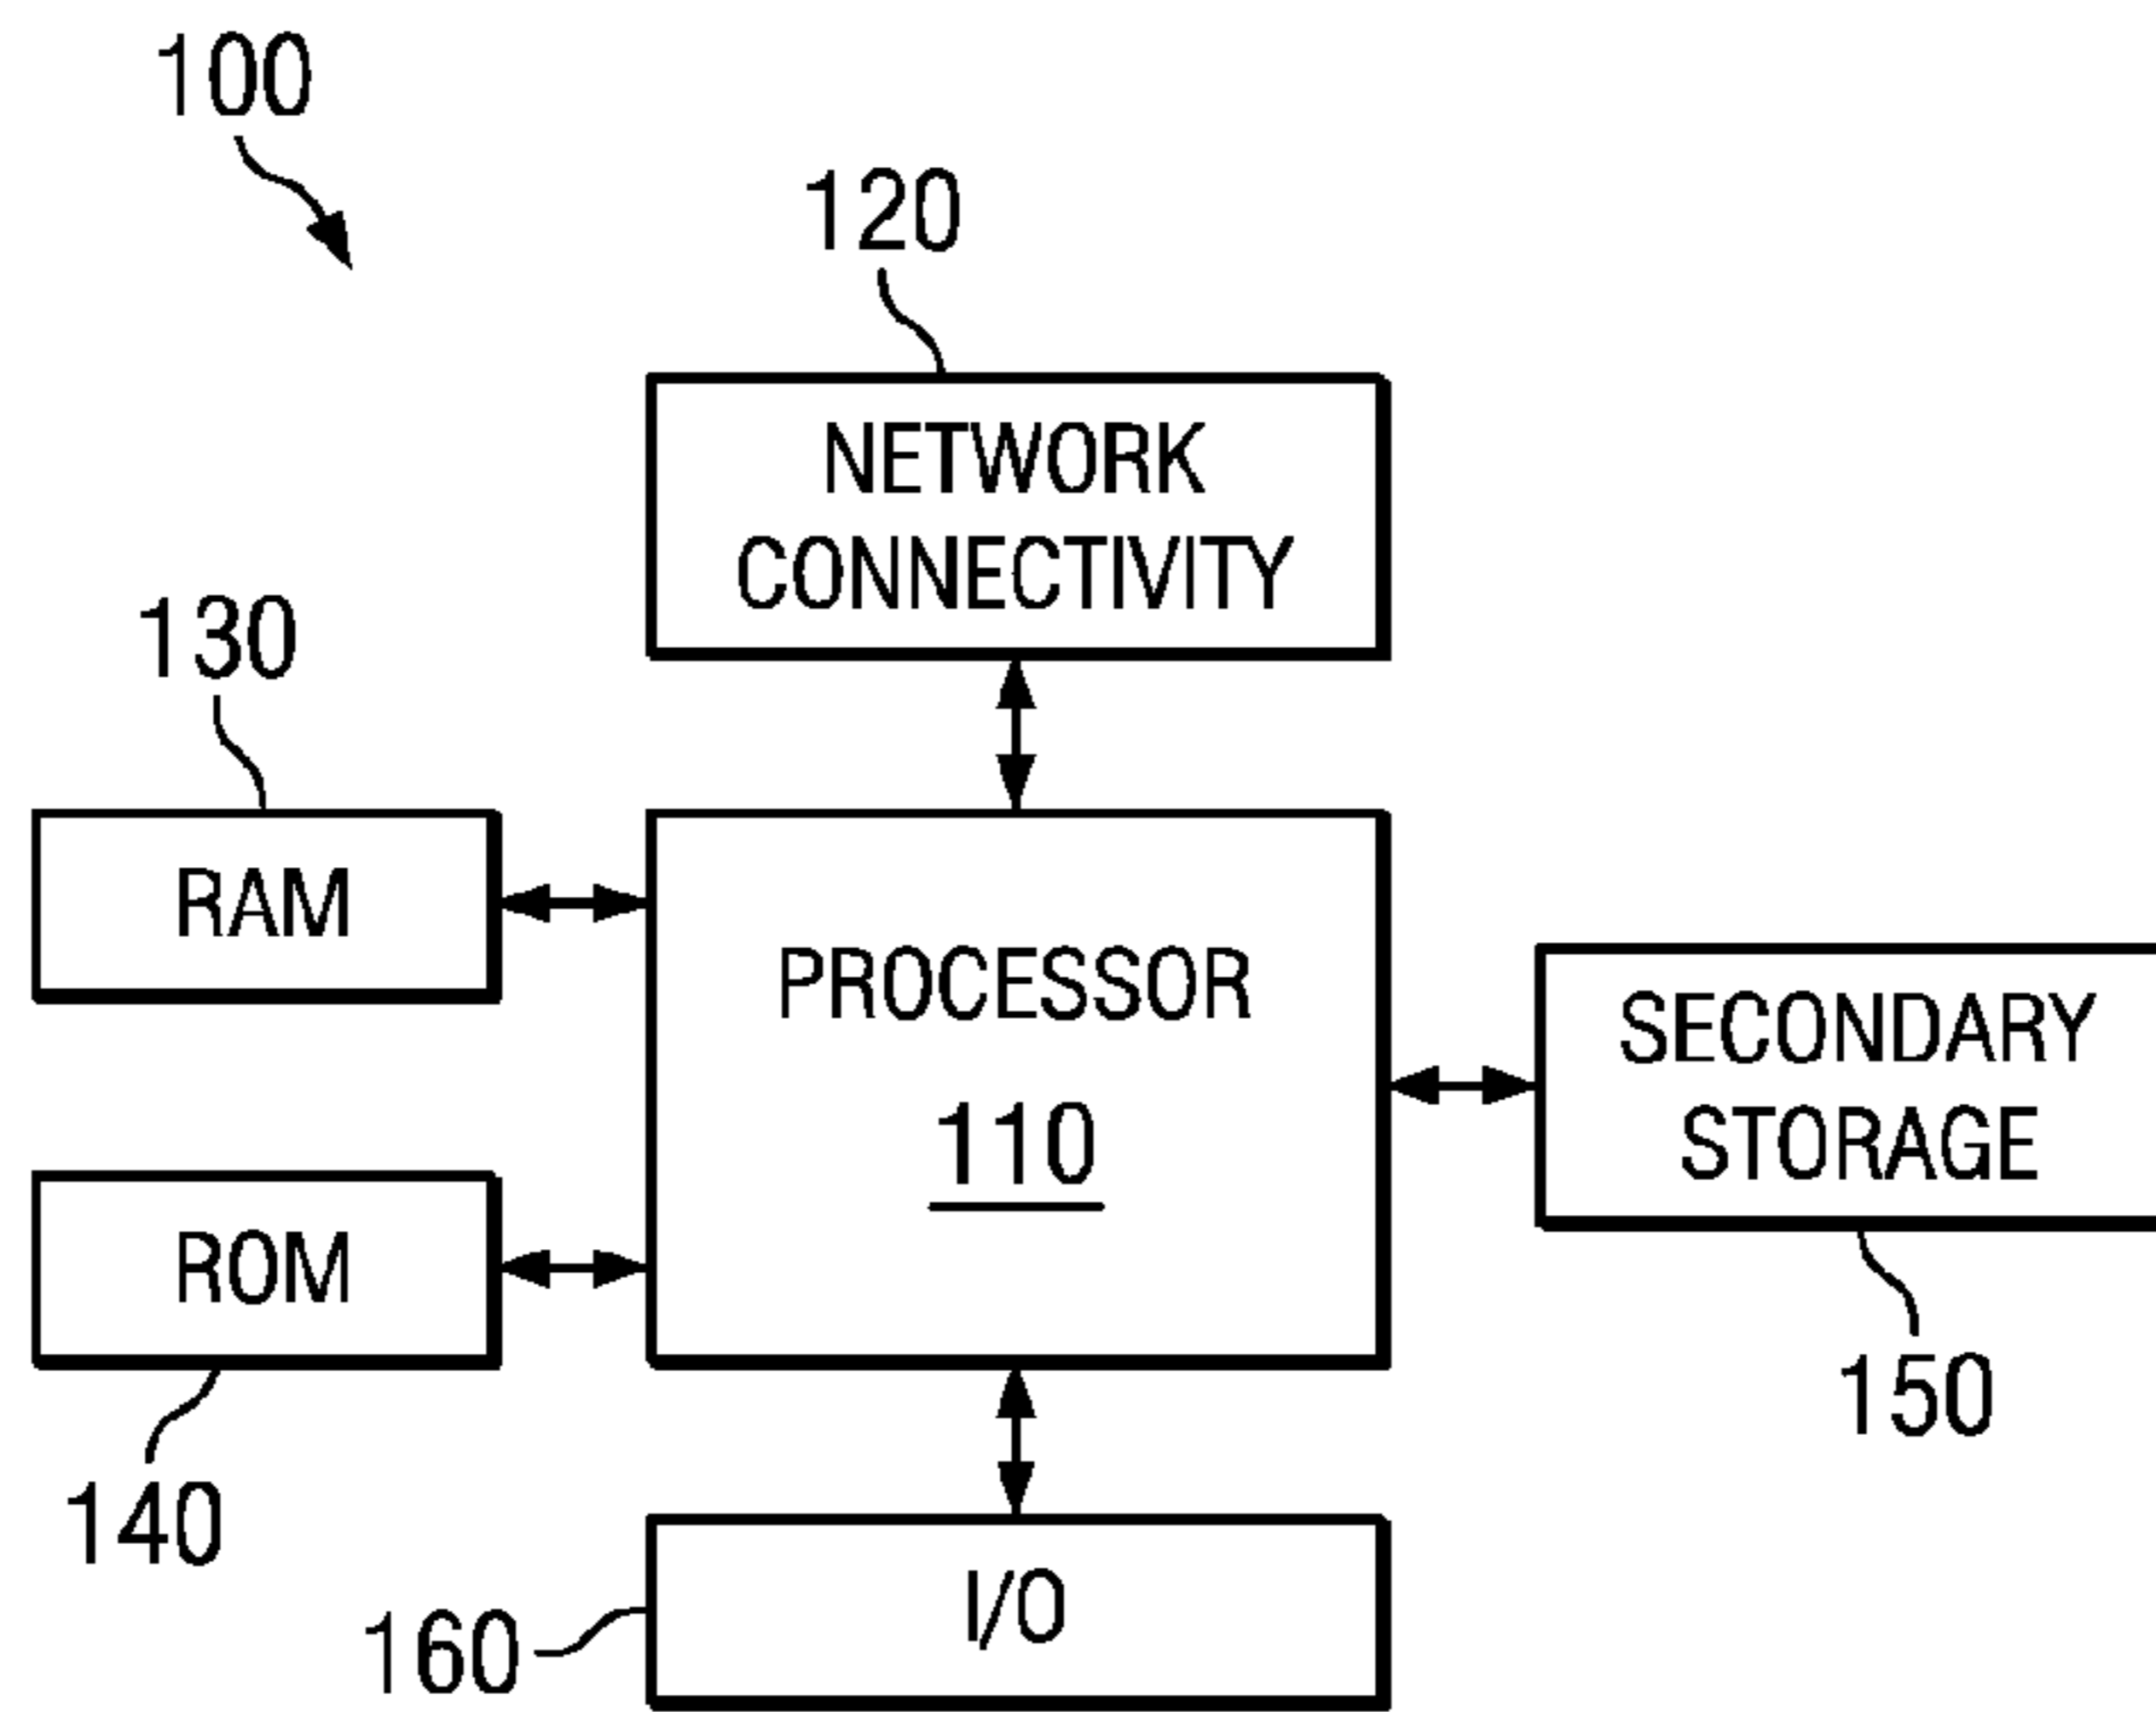 100
120
NETWORK
CONNECTIVITY
130
RAM
PROCESSOR
110
SECONDARY
STORAGE
ROM
150
140
I/O
160